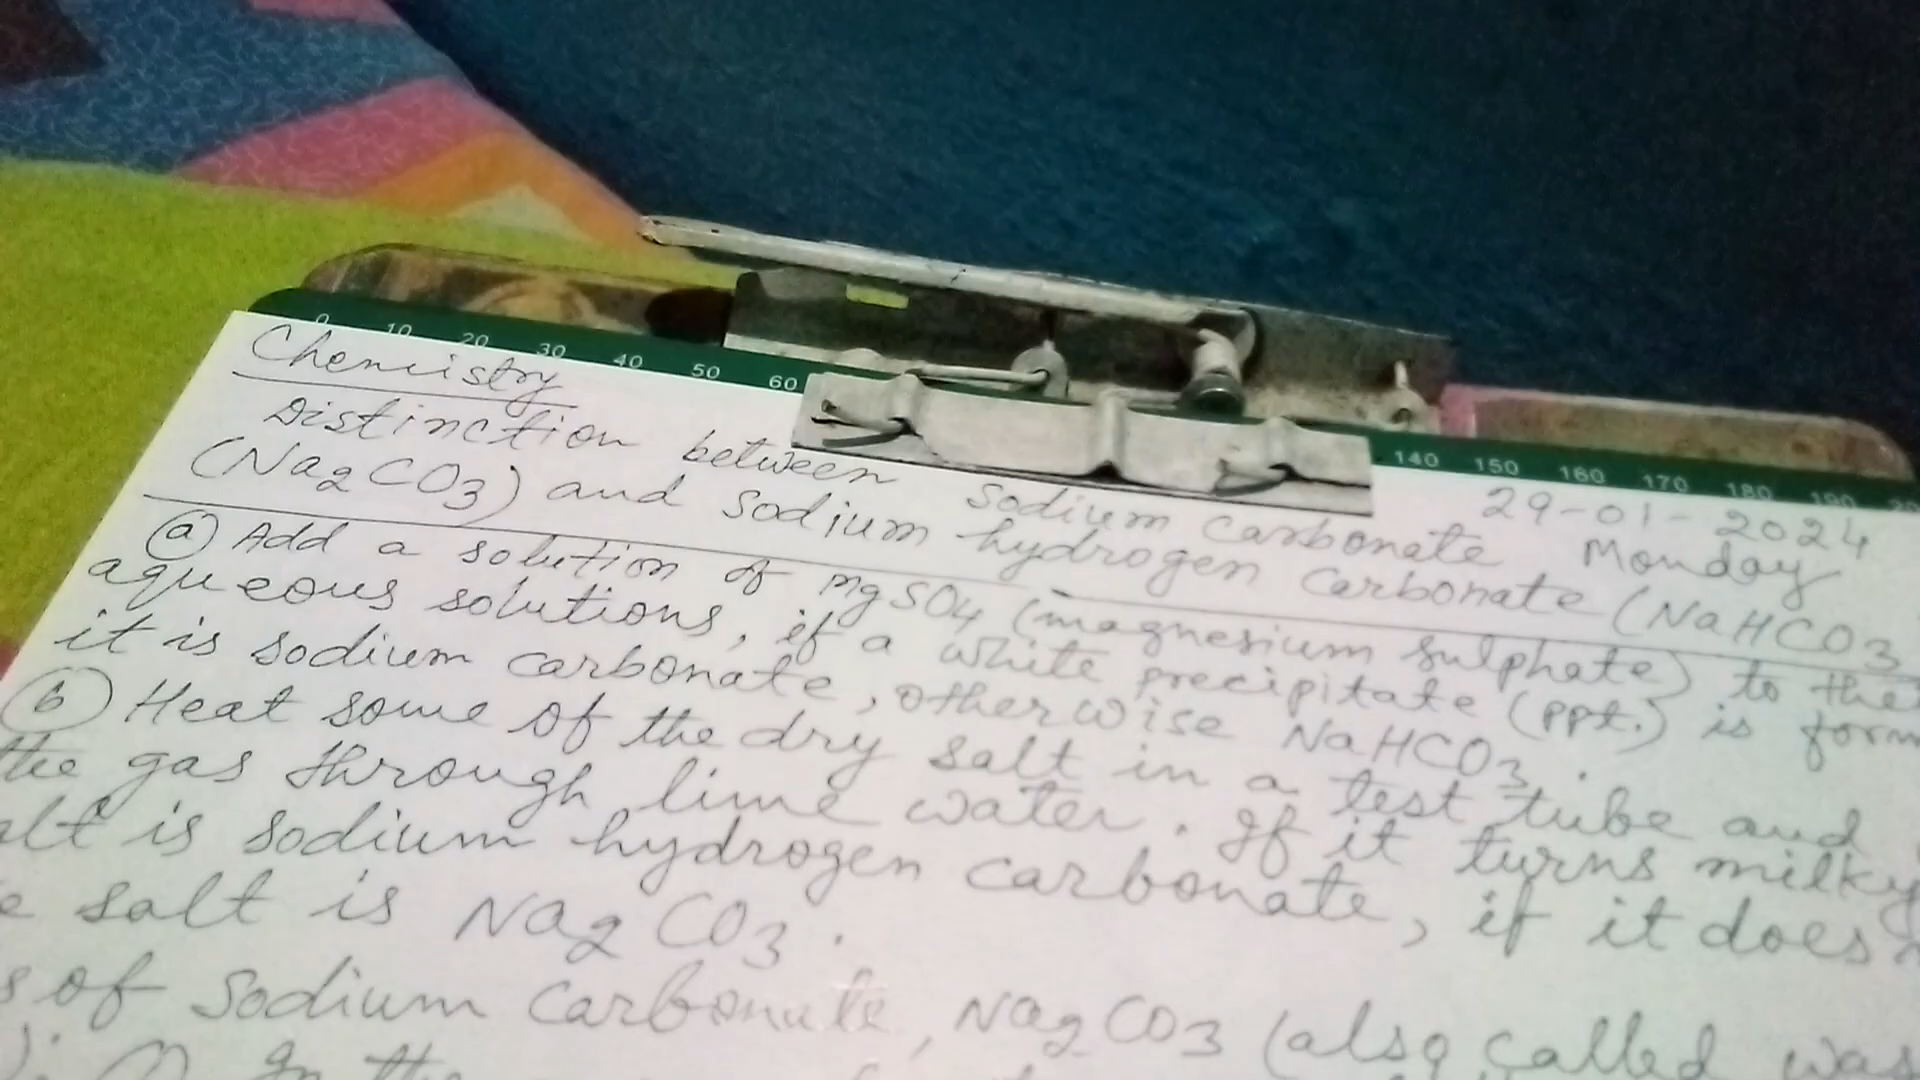 0 10 20 30 40 50 60 140 150 160 170 180 190
Chemistry
29-01-2024
Monday
Distinction between Sodium Carbonate
(Na2CO3) and Sodium hydrogen Carbonate (NaHCO3
(a) Add a solution of MgSO4 (magnesium sulphate) to
aqueous solutions, if a white precipitate (ppt.) is
it is sodium carbonate, otherwise NaHCO3.
(b) Heat some of the dry salt in a test tube and
the gas through lime water. If it turns milky
is sodium hydrogen carbonate, if it does
salt is Na2CO3.
of Sodium Carbonate, Na2CO3 (also called
In the